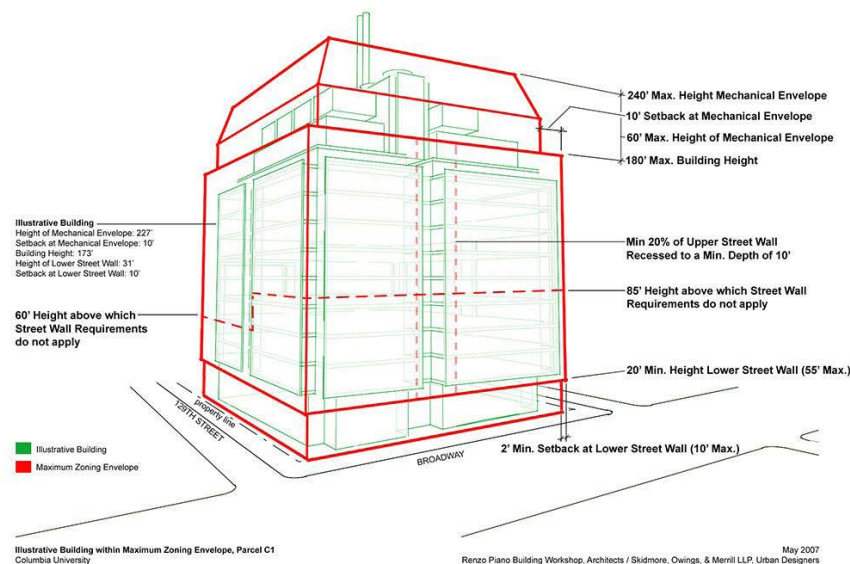 240' Max. Height Mechanical Envelope
10' Setback at Mechanical Envelope
60' Max. Height of Mechanical Envelope
180' Max. Building Height
Illustrative Building
Height of Mechanical Envelope: 227'
Setback at Mechanical Envelope: 10'
Building Height: 173'
Height of Lower Street Wall: 31'
Setback at Lower Street Wall: 10'
Min 20% of Upper Street Wall
Recessed to a Min. Depth of 10'
85' Height above which Street Wall
Requirements do not apply
60' Height above which
Street Wall Requirements
do not apply
20' Min. Height Lower Street Wall (55' Max.)
property line
129TH STREET
BROADWAY
2' Min. Setback at Lower Street Wall (10' Max.)
Illustrative Building
Maximum Zoning Envelope
Illustrative Building within Maximum Zoning Envelope, Parcel C1
Columbia University
May 2007
Renzo Piano Building Workshop, Architects / Skidmore, Owings, & Merrill LLP, Urban Designers